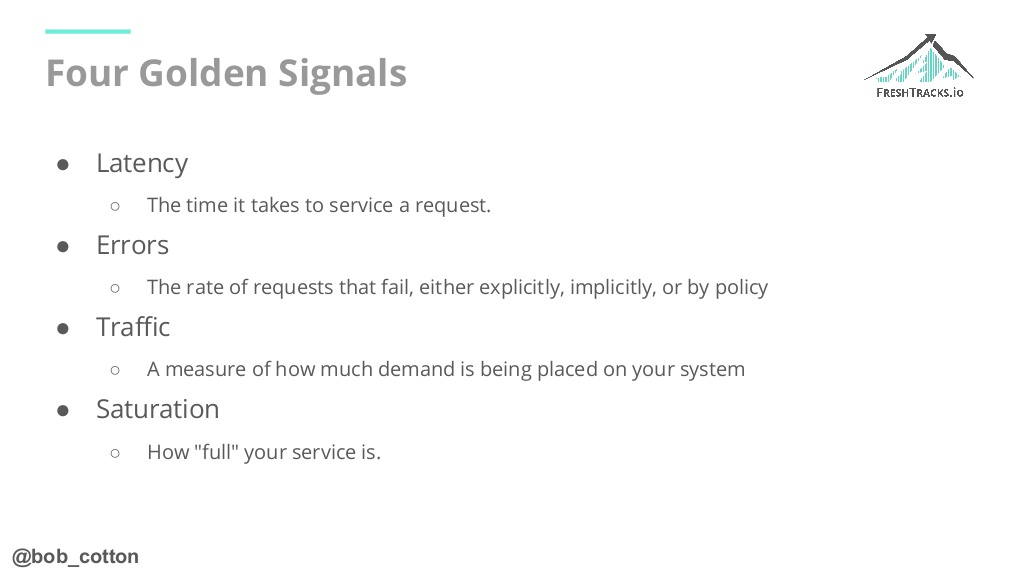 Four Golden Signals
FRESHTRACKS.io
● Latency
○ The time it takes to service a request.
● Errors
○ The rate of requests that fail, either explicitly, implicitly, or by policy
● Traffic
○ A measure of how much demand is being placed on your system
● Saturation
○ How "full" your service is.
@bob_cotton